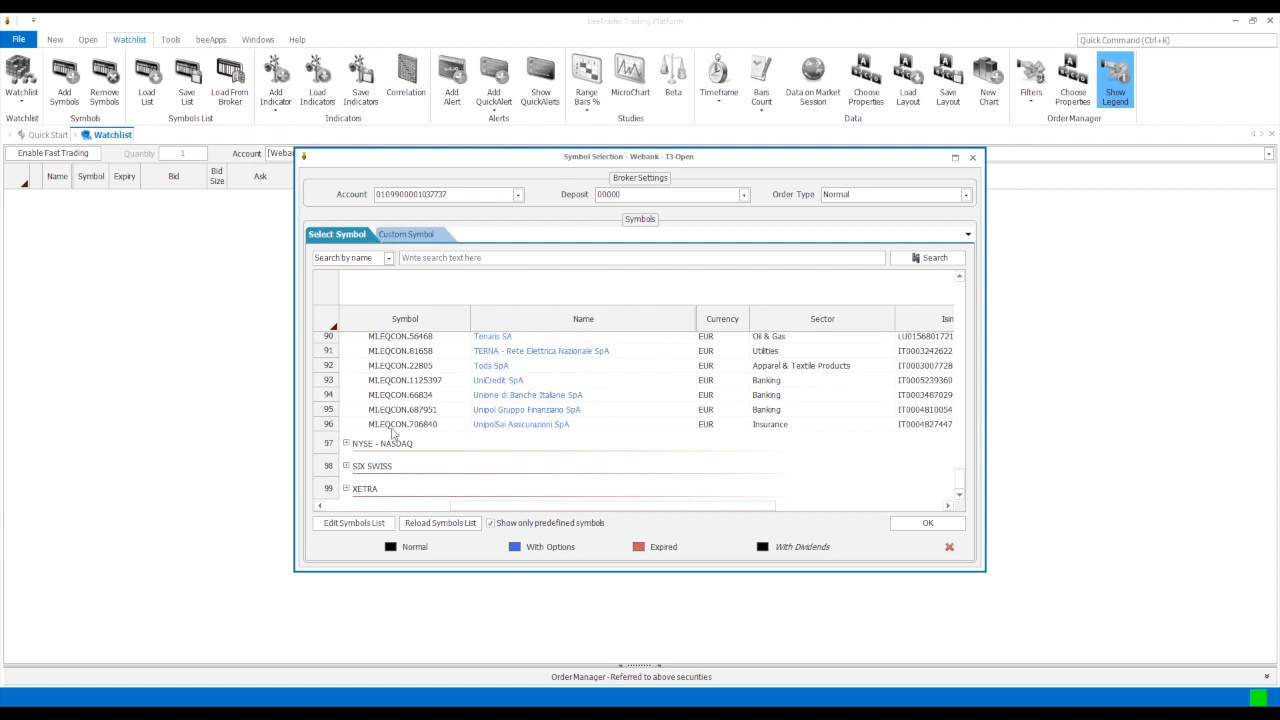 beeTrader Trading Platform
File New Open Watchlist Tools beeApps Windows Help Quick Command (Ctrl+K)
Watchlist Add Symbols Remove Symbols Load List Save List Load From Broker Add Indicator Load Indicators Save Indicators Correlation Add Alert Add QuickAlert Show QuickAlerts Range Bars % MicroChart Beta Timeframe Bars Count Data on Market Session Choose Properties Load Layout Save Layout New Chart Filters Choose Properties Show Legend
Watchlist Symbols Symbols List Indicators Alerts Studies Data Order Manager
Quick Start Watchlist
Enable Fast Trading Quantity 1 Account [Weban
Name Symbol Expiry Bid Bid Size Ask
Symbol Selection - Webank - T3 Open
Broker Settings
Account 0109900001037737 Deposit 00000 Order Type Normal
Symbols
Select Symbol Custom Symbol
Search by name Write search text here Search
Symbol Name Currency Sector Isin
90 MI.EQCON.56468 Tenaris SA EUR Oil & Gas LU0156801721
91 MI.EQCON.81658 TERNA - Rete Elettrica Nazionale SpA EUR Utilities IT0003242622
92 MI.EQCON.22805 Tods SpA EUR Apparel & Textile Products IT0003007728
93 MI.EQCON.1125397 UniCredit SpA EUR Banking IT0005239360
94 MI.EQCON.66834 Unione di Banche Italiane SpA EUR Banking IT0003487029
95 MI.EQCON.687951 Unipol Gruppo Finanziario SpA EUR Banking IT0004810054
96 MI.EQCON.706840 UnipolSai Assicurazioni SpA EUR Insurance IT0004827447
97 NYSE - NASDAQ
98 SIX SWISS
99 XETRA
Edit Symbols List Reload Symbols List Show only predefined symbols OK
Normal With Options Expired With Dividends
Order Manager - Referred to above securities